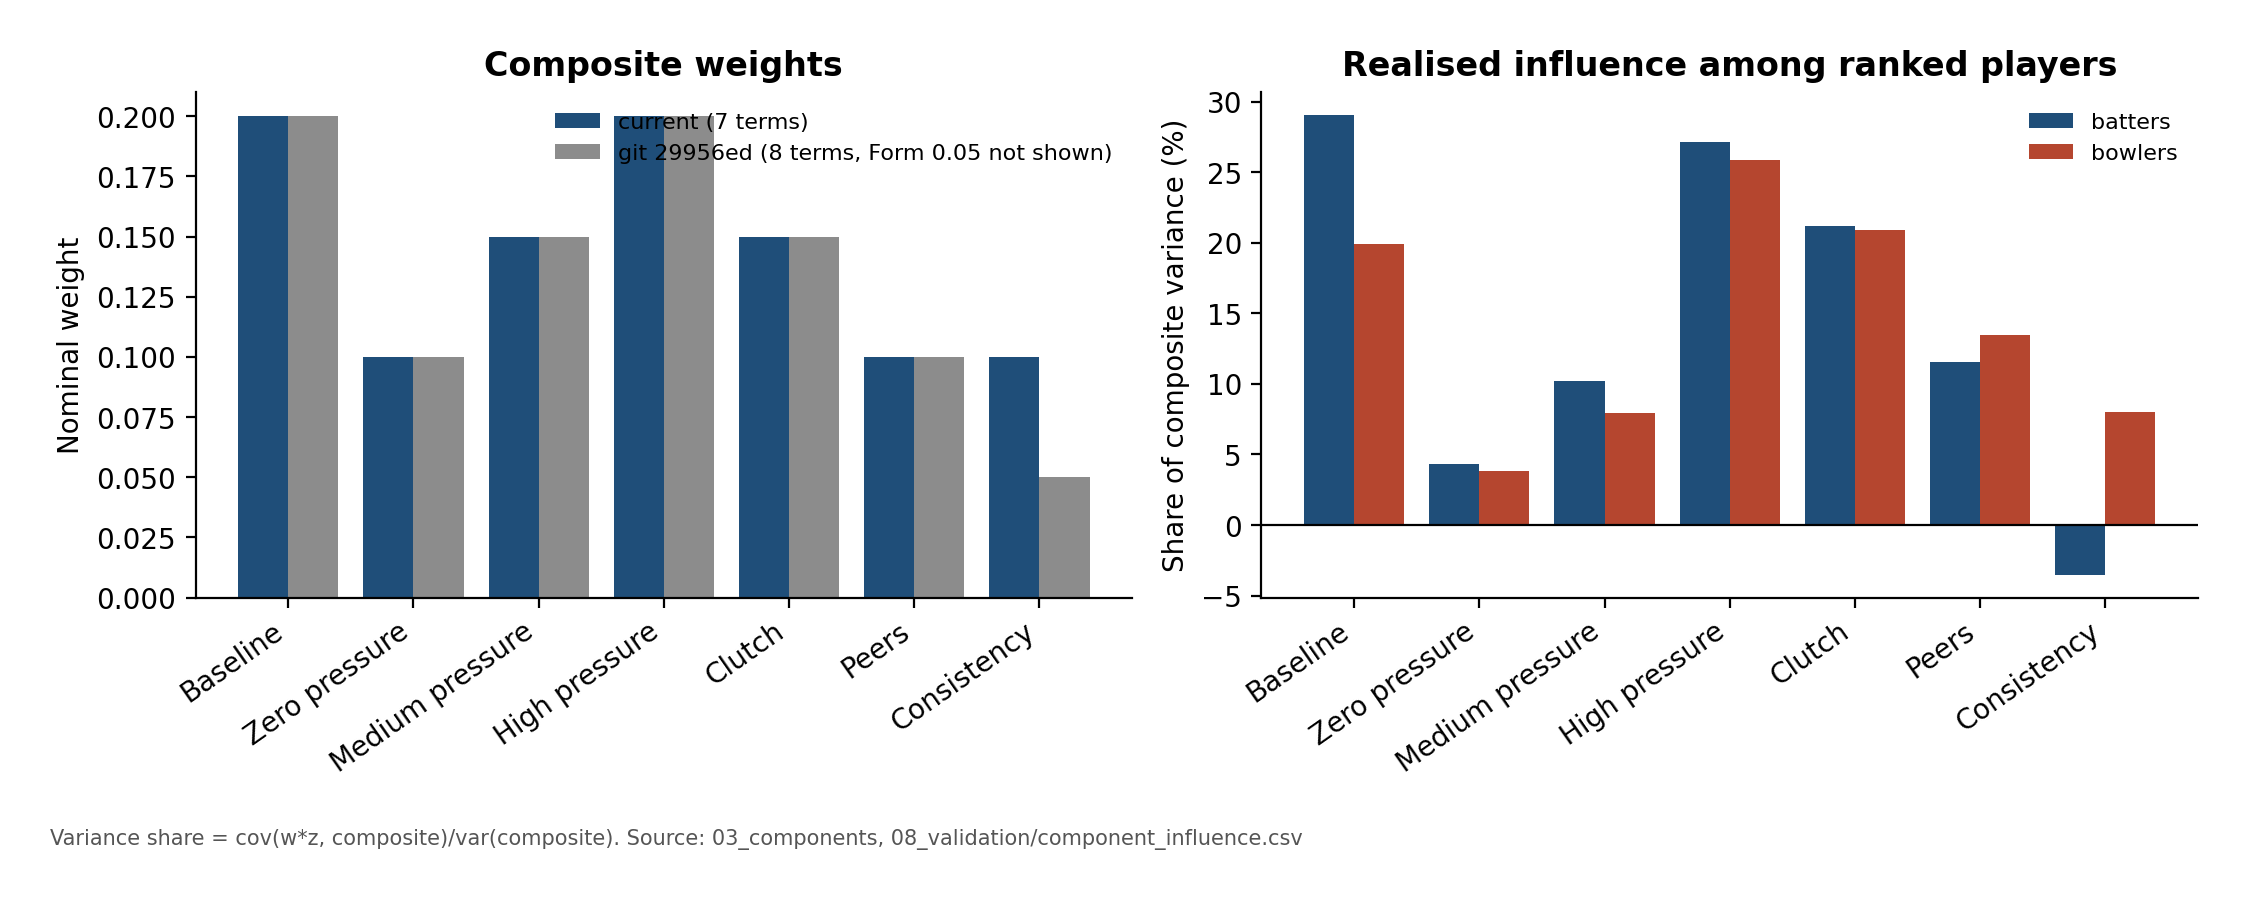 Composite weights
current (7 terms)
git 29956ed (8 terms, Form 0.05 not shown)
Nominal weight
0.200
0.175
0.150
0.125
0.100
0.075
0.050
0.025
0.000
Baseline
Zero pressure
Medium pressure
High pressure
Clutch
Peers
Consistency
Realised influence among ranked players
batters
bowlers
Share of composite variance (%)
30
25
20
15
10
5
0
−5
Baseline
Zero pressure
Medium pressure
High pressure
Clutch
Peers
Consistency
Variance share = cov(w*z, composite)/var(composite). Source: 03_components, 08_validation/component_influence.csv